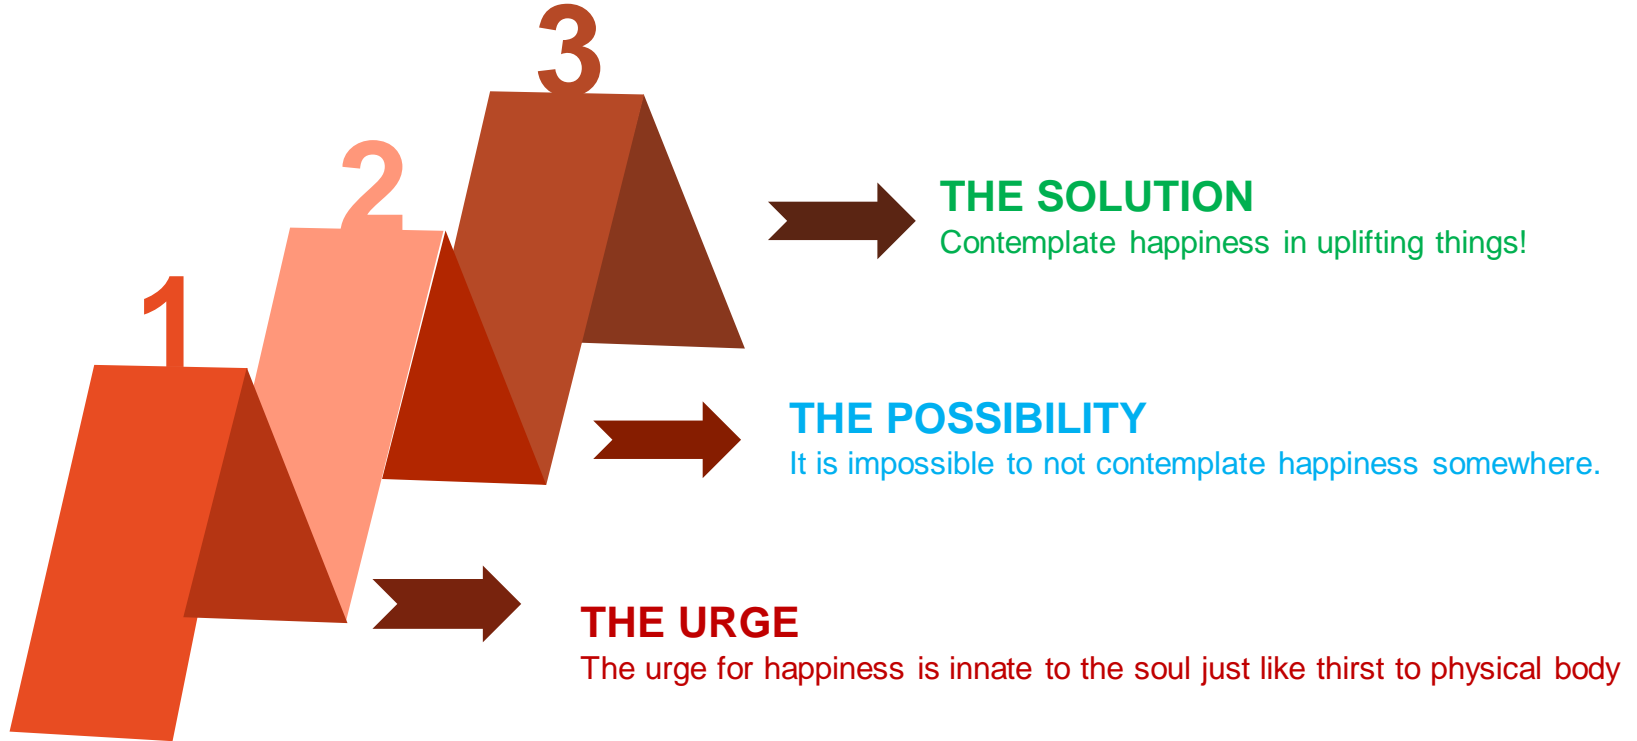 3
2
1
THE SOLUTION
Contemplate happiness in uplifting things!
THE POSSIBILITY
It is impossible to not contemplate happiness somewhere.
THE URGE
The urge for happiness is innate to the soul just like thirst to physical body